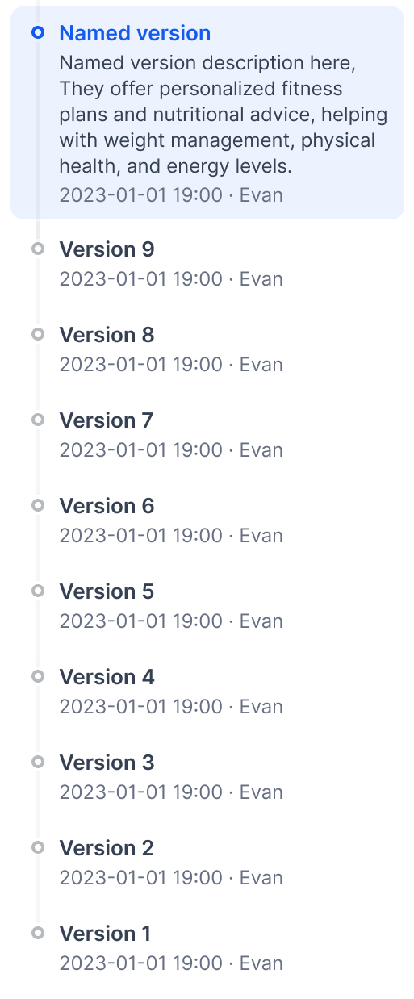 Named version
Named version description here,
They offer personalized fitness
plans and nutritional advice, helping
with weight management, physical
health, and energy levels.
2023-01-01 19:00 · Evan
Version 9
2023-01-01 19:00 · Evan
Version 8
2023-01-01 19:00 · Evan
Version 7
2023-01-01 19:00 · Evan
Version 6
2023-01-01 19:00 · Evan
Version 5
2023-01-01 19:00 · Evan
Version 4
2023-01-01 19:00 · Evan
Version 3
2023-01-01 19:00 · Evan
Version 2
2023-01-01 19:00 · Evan
Version 1
2023-01-01 19:00 · Evan